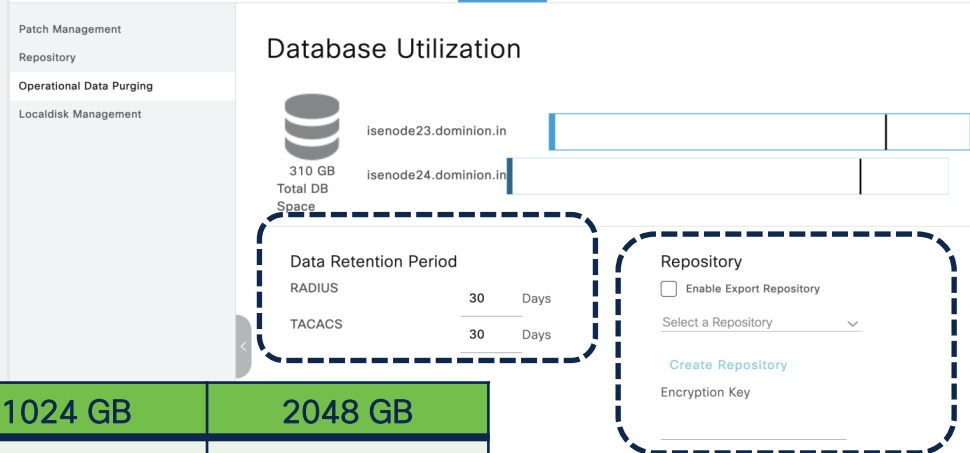 Patch Management
Repository
Operational Data Purging
Localdisk Management
Database Utilization
isenode23.dominion.in
310 GB
Total DB
Space
isenode24.dominion.in
Data Retention Period
RADIUS
30 Days
TACACS
30 Days
Repository
Enable Export Repository
Select a Repository
Create Repository
Encryption Key
1024 GB
2048 GB